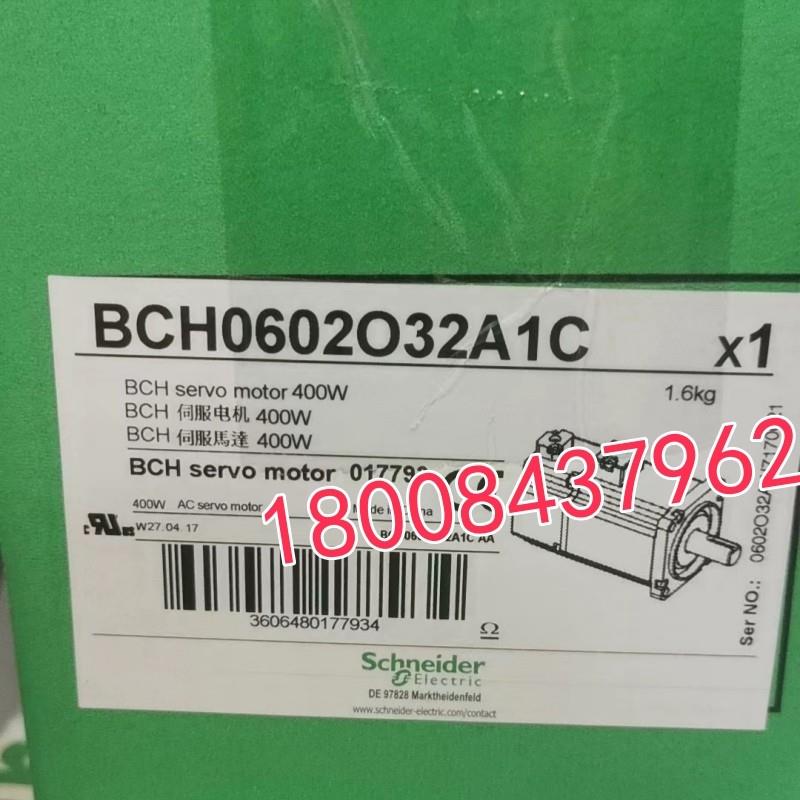 BCH0602O32A1C x1
BCH servo motor 400W 1.6kg
BCH 伺服电机 400W
BCH 伺服馬達 400W
BCH servo motor
400W AC servo motor Made in
W27.04.17
18008437962
3606480177934
Ω
Ser NO.:
Schneider
Electric
DE 97828 Marktheidenfeld
www.schneider-electric.com/contact